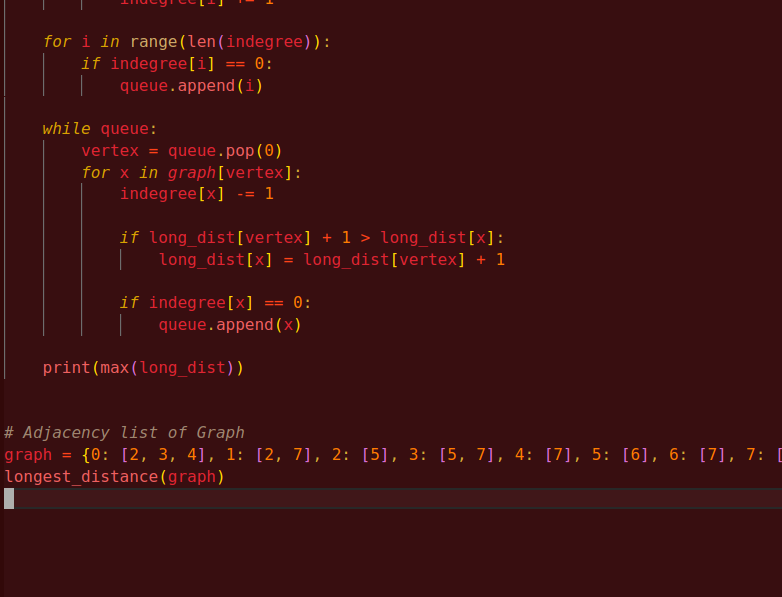 indegree[i] += 1
for i in range(len(indegree)):
if indegree[i] == 0:
queue.append(i)
while queue:
vertex = queue.pop(0)
for x in graph[vertex]:
indegree[x] -= 1
if long_dist[vertex] + 1 > long_dist[x]:
long_dist[x] = long_dist[vertex] + 1
if indegree[x] == 0:
queue.append(x)
print(max(long_dist))
# Adjacency list of Graph
graph = {0: [2, 3, 4], 1: [2, 7], 2: [5], 3: [5, 7], 4: [7], 5: [6], 6: [7], 7: [
longest_distance(graph)